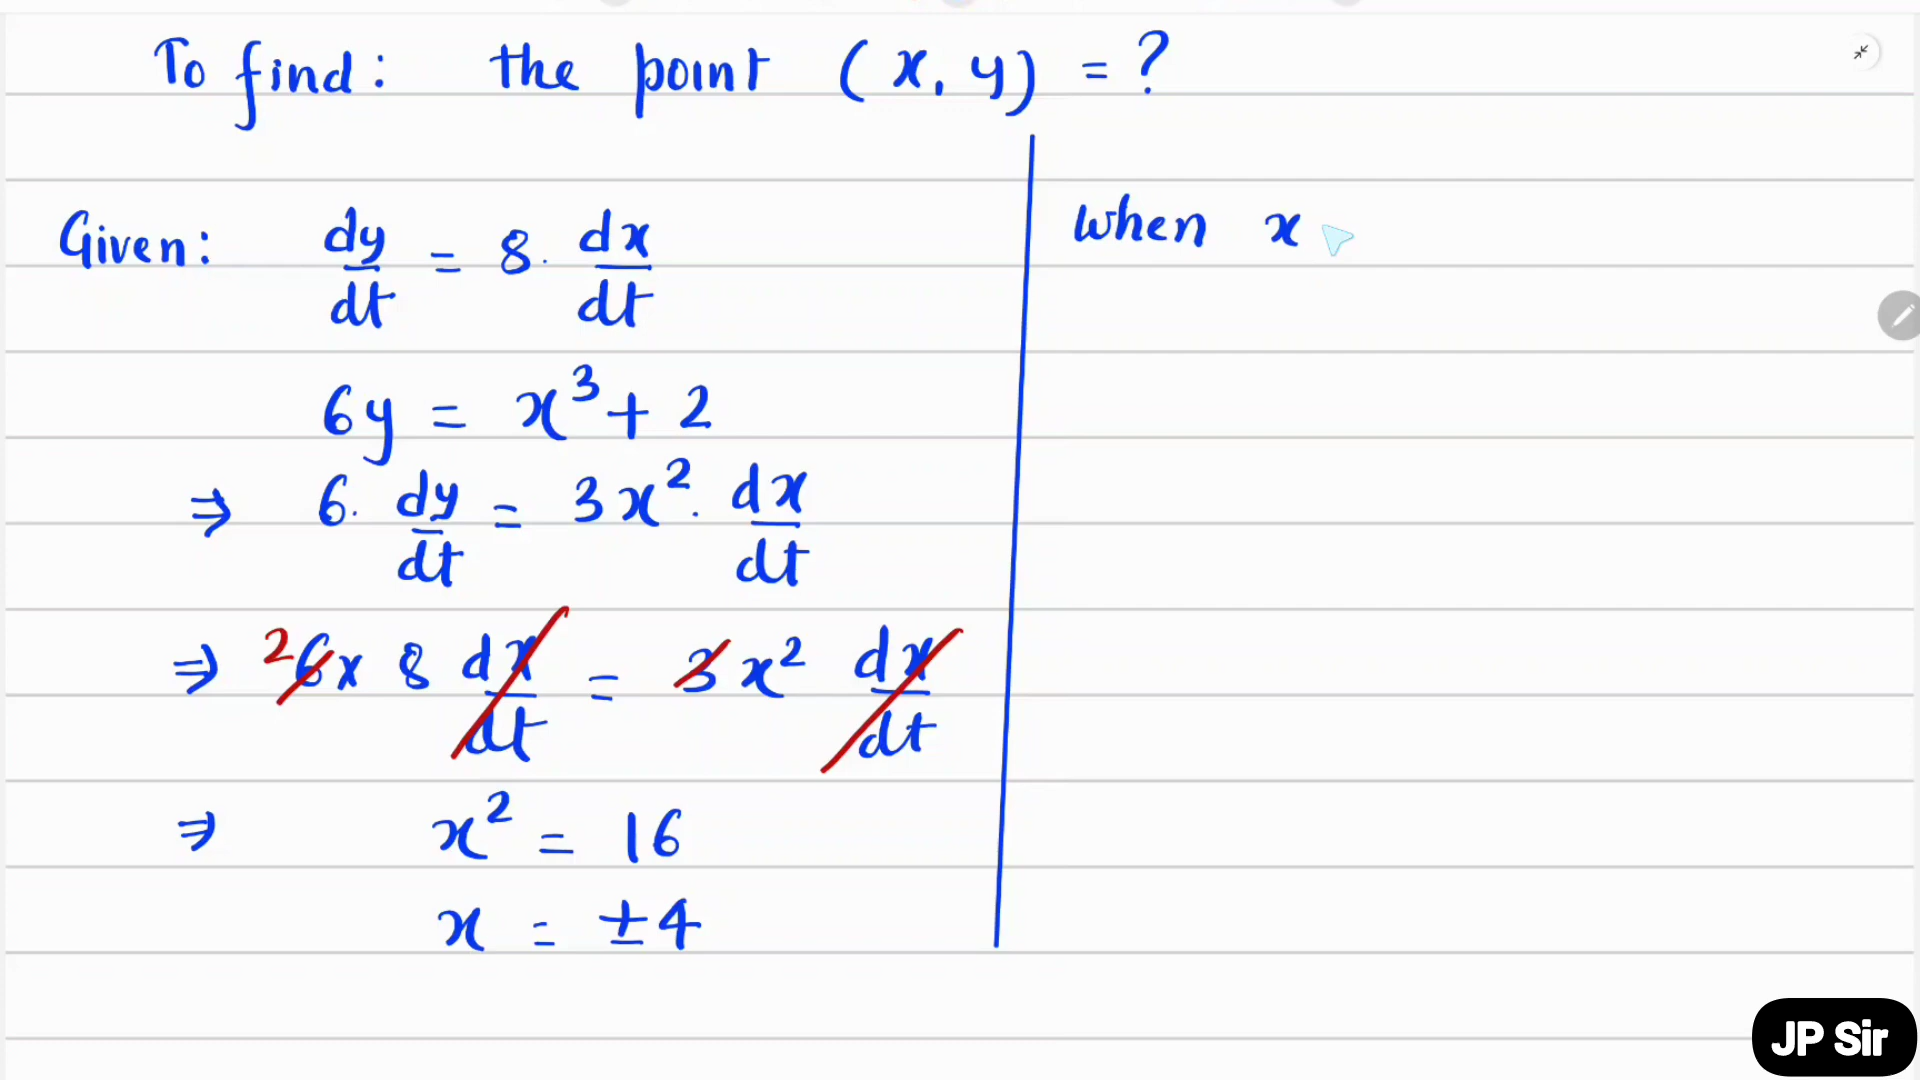 To find: the point (x, y) = ?
Given: dy/dt = 8. dx/dt
6y = x³ + 2
⇒ 6. dy/dt = 3x². dx/dt
⇒ 2 6 x 8 dx/dt = 3 x² dx/dt
⇒ x² = 16
x = ±4
When x
JP Sir